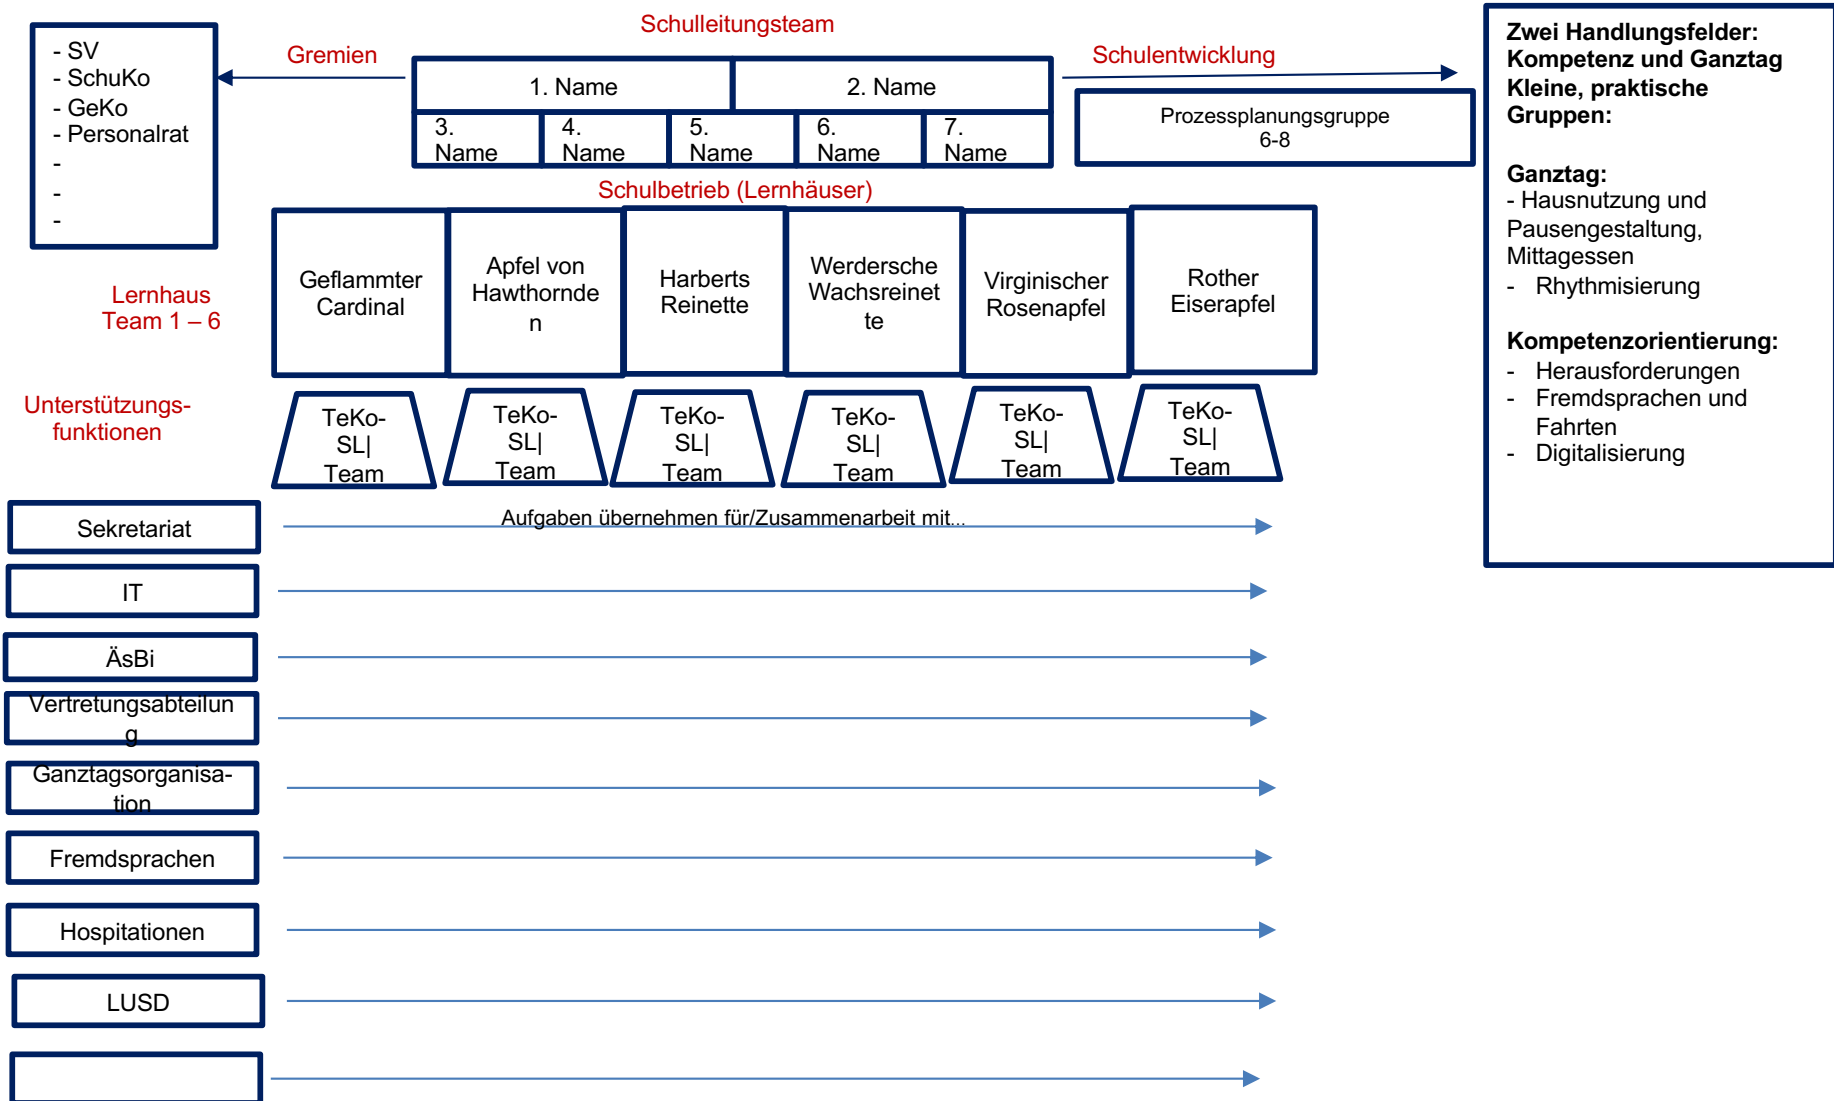 Schulleitungsteam
- SV
- SchuKo
- GeKo
- Personalrat
-
-
-
Gremien
1. Name
2. Name
3.
Name
4.
Name
5.
Name
6.
Name
7.
Name
Schulentwicklung
Prozessplanungsgruppe
6-8
Zwei Handlungsfelder:
Kompetenz und Ganztag
Kleine, praktische
Gruppen:
Ganztag:
- Hausnutzung und
Pausengestaltung,
Mittagessen
- Rhythmisierung
Kompetenzorientierung:
- Herausforderungen
- Fremdsprachen und
Fahrten
- Digitalisierung
Schulbetrieb (Lernhäuser)
Lernhaus
Team 1 – 6
Geflammter
Cardinal
Apfel von
Hawthornde
n
Harberts
Reinette
Werdersche
Wachsreinet
te
Virginischer
Rosenapfel
Rother
Eiserapfel
Unterstützungs-
funktionen
TeKo-
SL|
Team
TeKo-
SL|
Team
TeKo-
SL|
Team
TeKo-
SL|
Team
TeKo-
SL|
Team
TeKo-
SL|
Team
Sekretariat
Aufgaben übernehmen für/Zusammenarbeit mit...
IT
ÄsBi
Vertretungsabteilun
g
Ganztagsorganisa-
tion
Fremdsprachen
Hospitationen
LUSD